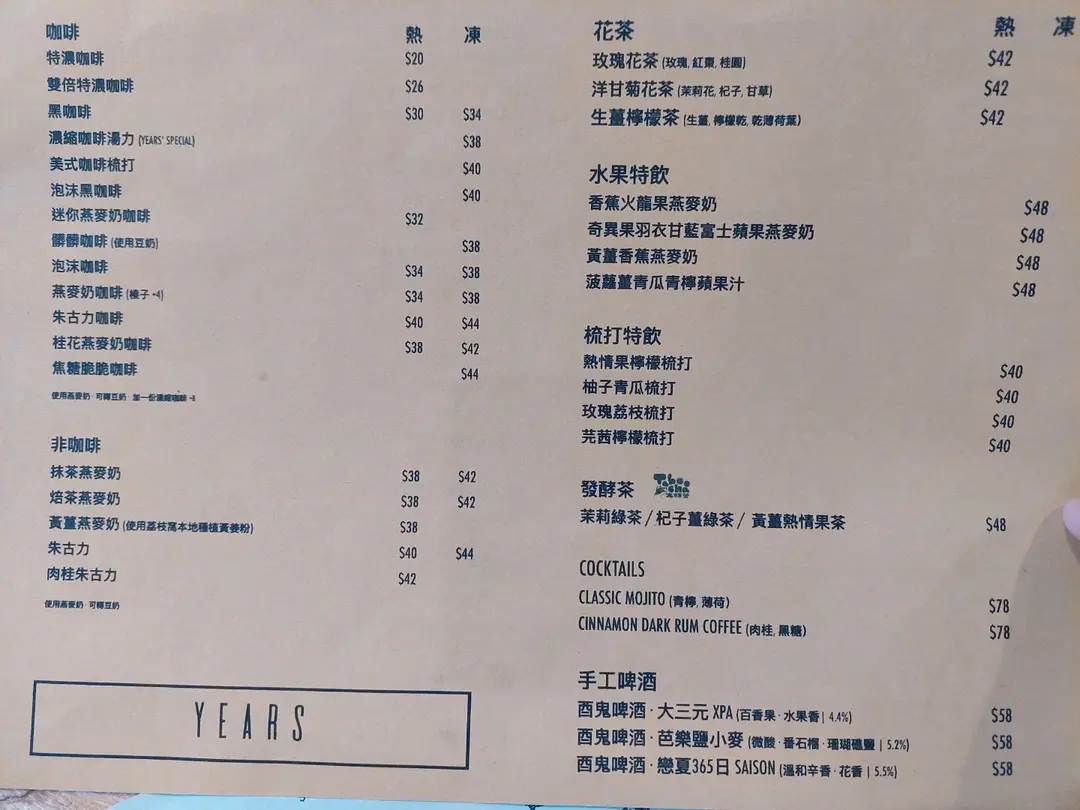 咖啡 熱 凍
特濃咖啡 $20
雙倍特濃咖啡 $26
黑咖啡 $30 $34
濃縮咖啡湯力 (YEARS' SPECIAL) $38
美式咖啡梳打 $40
泡沫黑咖啡 $40
迷你燕麥奶咖啡 $32
髒髒咖啡 (使用豆奶) $38
泡沫咖啡 $34 $38
燕麥奶咖啡 (榛子 +4) $34 $38
朱古力咖啡 $40 $44
桂花燕麥奶咖啡 $38 $42
焦糖脆脆咖啡 $44
使用燕麥奶 · 可轉豆奶 · 加一份濃縮咖啡 +8
非咖啡
抹茶燕麥奶 $38 $42
焙茶燕麥奶 $38 $42
黃薑燕麥奶 (使用荔枝窩本地種植黃姜粉) $38
朱古力 $40 $44
肉桂朱古力 $42
使用燕麥奶 · 可轉豆奶
YEARS
花茶 熱 凍
玫瑰花茶 (玫瑰, 紅棗, 桂圓) $42
洋甘菊花茶 (茉莉花, 杞子, 甘草) $42
生薑檸檬茶 (生薑, 檸檬乾, 乾薄荷葉) $42
水果特飲
香蕉火龍果燕麥奶 $48
奇異果羽衣甘藍富士蘋果燕麥奶 $48
黃薑香蕉燕麥奶 $48
菠蘿薑青瓜青檸蘋果汁 $48
梳打特飲
熱情果檸檬梳打 $40
柚子青瓜梳打 $40
玫瑰荔枝梳打 $40
芫茜檸檬梳打 $40
發酵茶 Taboocha
茉莉綠茶 / 杞子薑綠茶 / 黃薑熱情果茶 $48
COCKTAILS
CLASSIC MOJITO (青檸, 薄荷) $78
CINNAMON DARK RUM COFFEE (肉桂, 黑糖) $78
手工啤酒
酉鬼啤酒 · 大三元 XPA (百香果 · 水果香 | 4.4%) $58
酉鬼啤酒 · 芭樂鹽小麥 (微酸 · 番石榴 · 珊瑚礁鹽 | 5.2%) $58
酉鬼啤酒 · 戀夏365日 SAISON (溫和辛香 · 花香 | 5.5%) $58